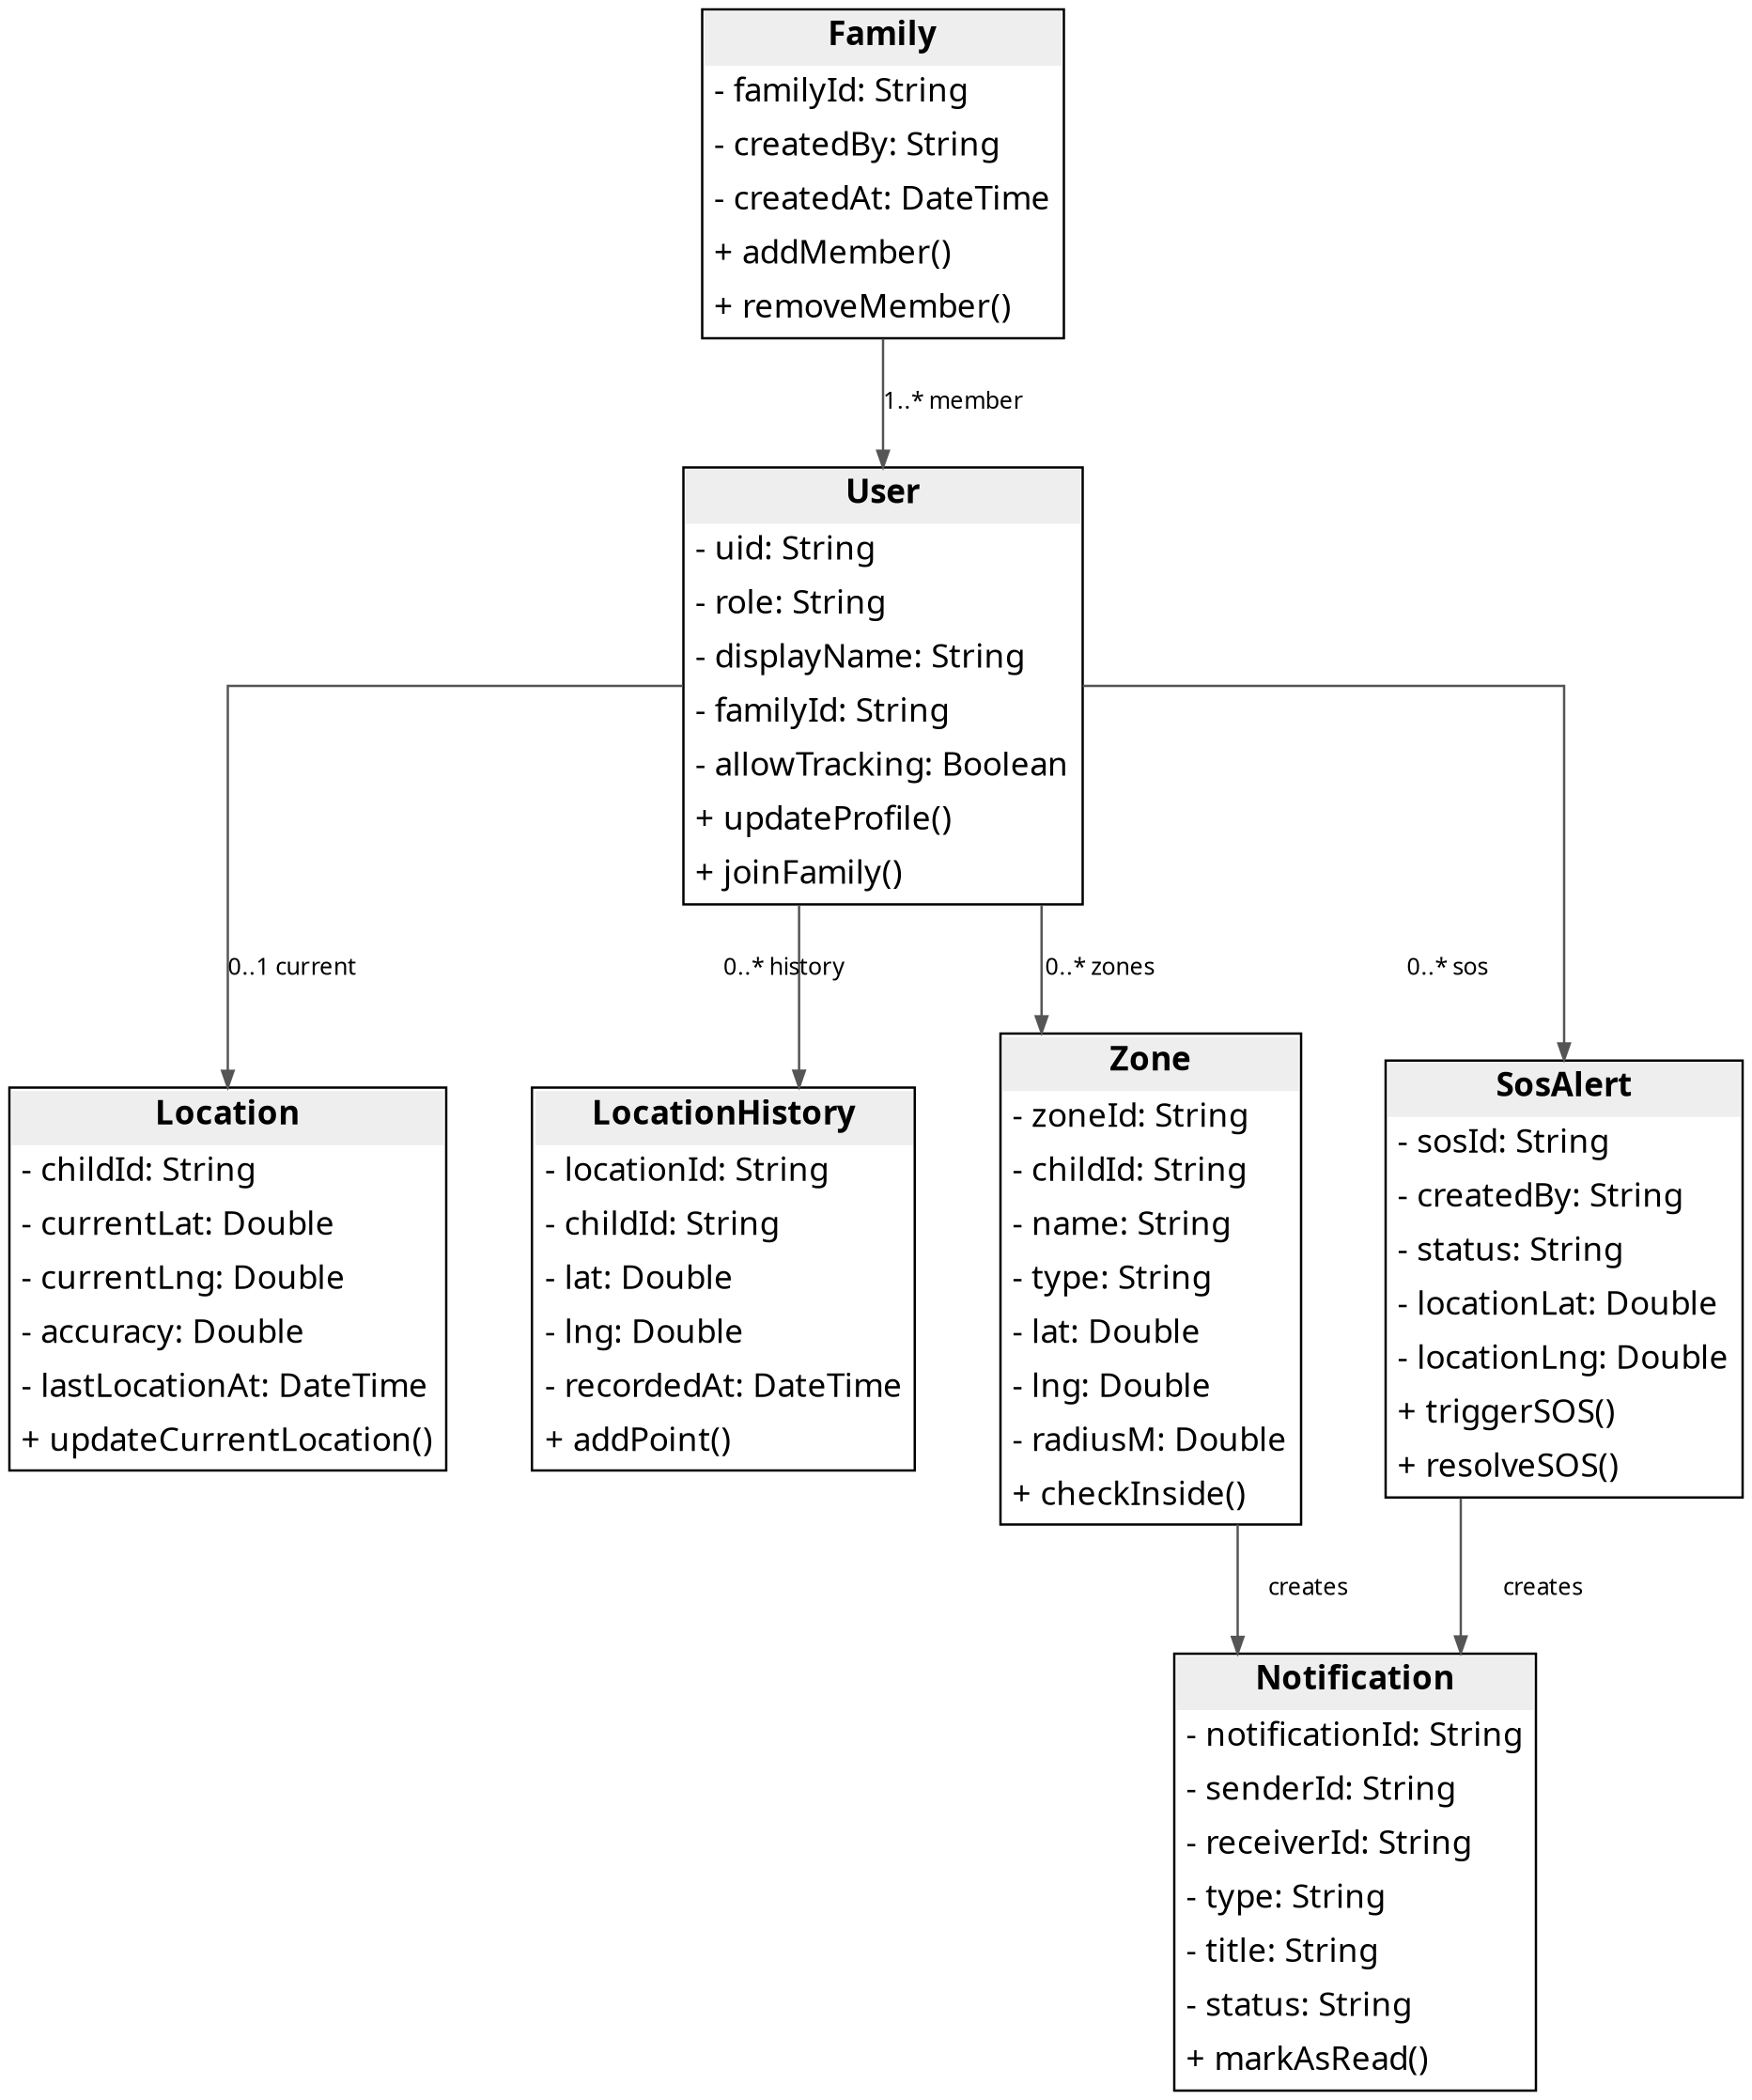 Family
- familyId: String
- createdBy: String
- createdAt: DateTime
+ addMember()
+ removeMember()
1..* member
User
- uid: String
- role: String
- displayName: String
- familyId: String
- allowTracking: Boolean
+ updateProfile()
+ joinFamily()
0..1 current
0..* history
0..* zones
0..* sos
Location
- childId: String
- currentLat: Double
- currentLng: Double
- accuracy: Double
- lastLocationAt: DateTime
+ updateCurrentLocation()
LocationHistory
- locationId: String
- childId: String
- lat: Double
- lng: Double
- recordedAt: DateTime
+ addPoint()
Zone
- zoneId: String
- childId: String
- name: String
- type: String
- lat: Double
- lng: Double
- radiusM: Double
+ checkInside()
SosAlert
- sosId: String
- createdBy: String
- status: String
- locationLat: Double
- locationLng: Double
+ triggerSOS()
+ resolveSOS()
creates
creates
Notification
- notificationId: String
- senderId: String
- receiverId: String
- type: String
- title: String
- status: String
+ markAsRead()